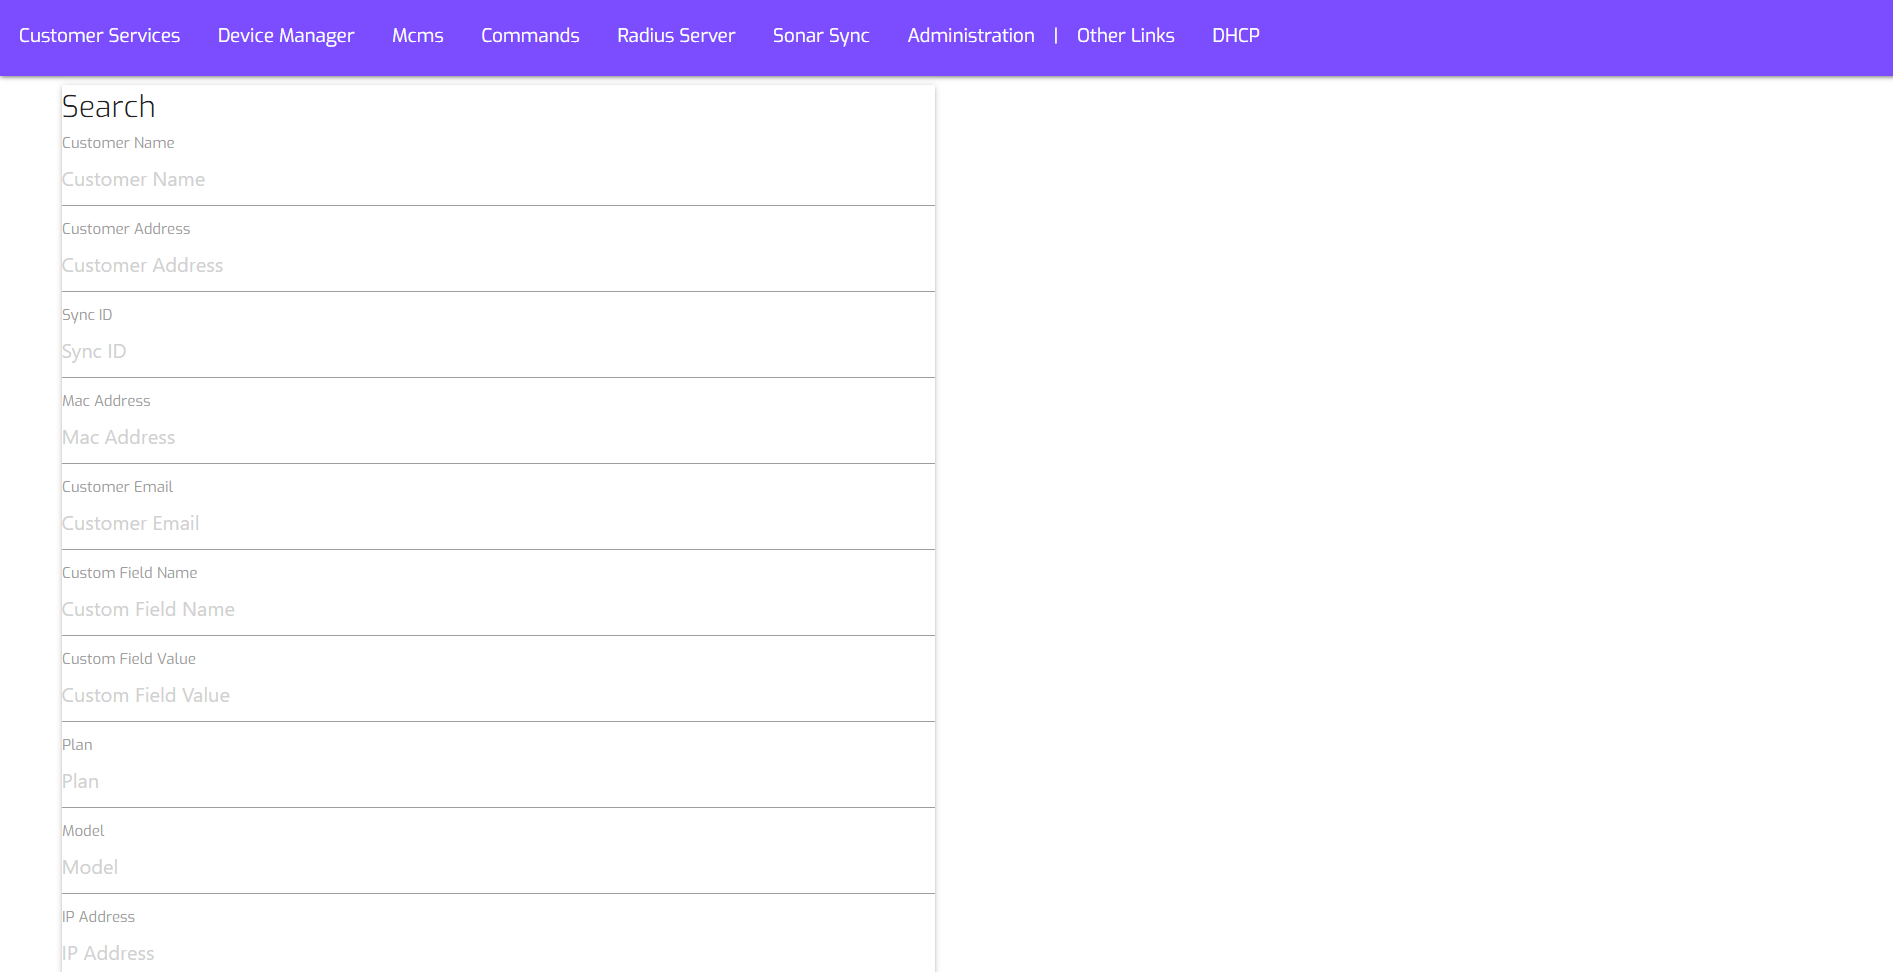 Customer Services Device Manager Mcms Commands Radius Server Sonar Sync Administration | Other Links DHCP
Search
Customer Name
Customer Name
Customer Address
Customer Address
Sync ID
Sync ID
Mac Address
Mac Address
Customer Email
Customer Email
Custom Field Name
Custom Field Name
Custom Field Value
Custom Field Value
Plan
Plan
Model
Model
IP Address
IP Address